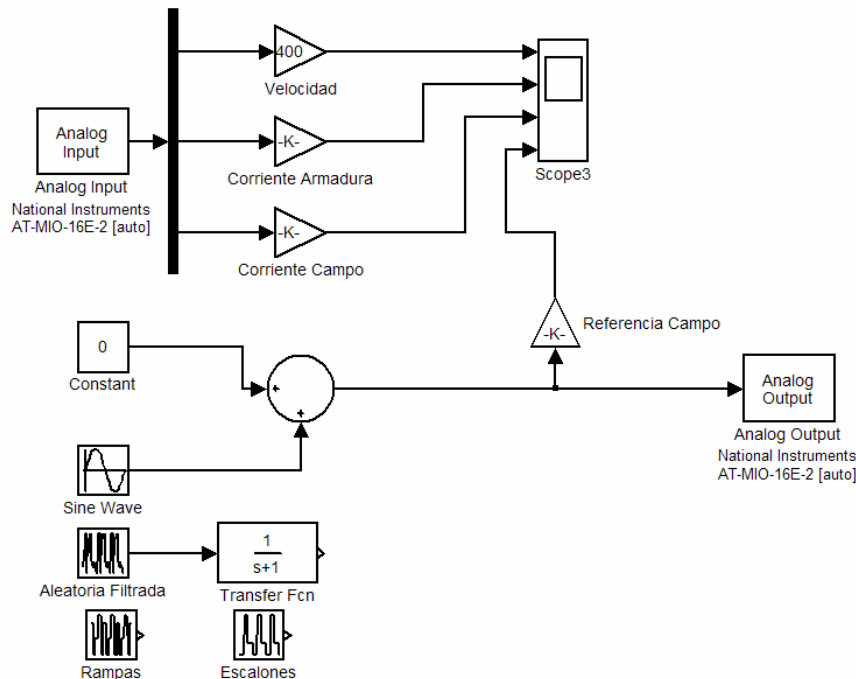 400
Velocidad
Analog
Input
Analog Input
National Instruments
AT-MIO-16E-2 [auto]
-K-
Corriente Armadura
-K-
Corriente Campo
Scope3
-K-
Referencia Campo
0
Constant
+
+
Analog
Output
Analog Output
National Instruments
AT-MIO-16E-2 [auto]
Sine Wave
Aleatoria Filtrada
1
s+1
Transfer Fcn
Rampas
Escalones